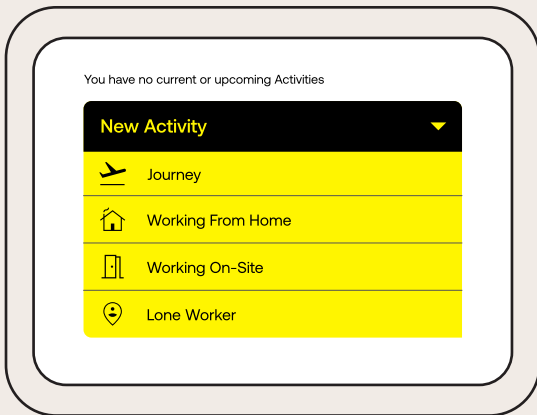 You have no current or upcoming Activities
New Activity
Journey
Working From Home
Working On-Site
Lone Worker